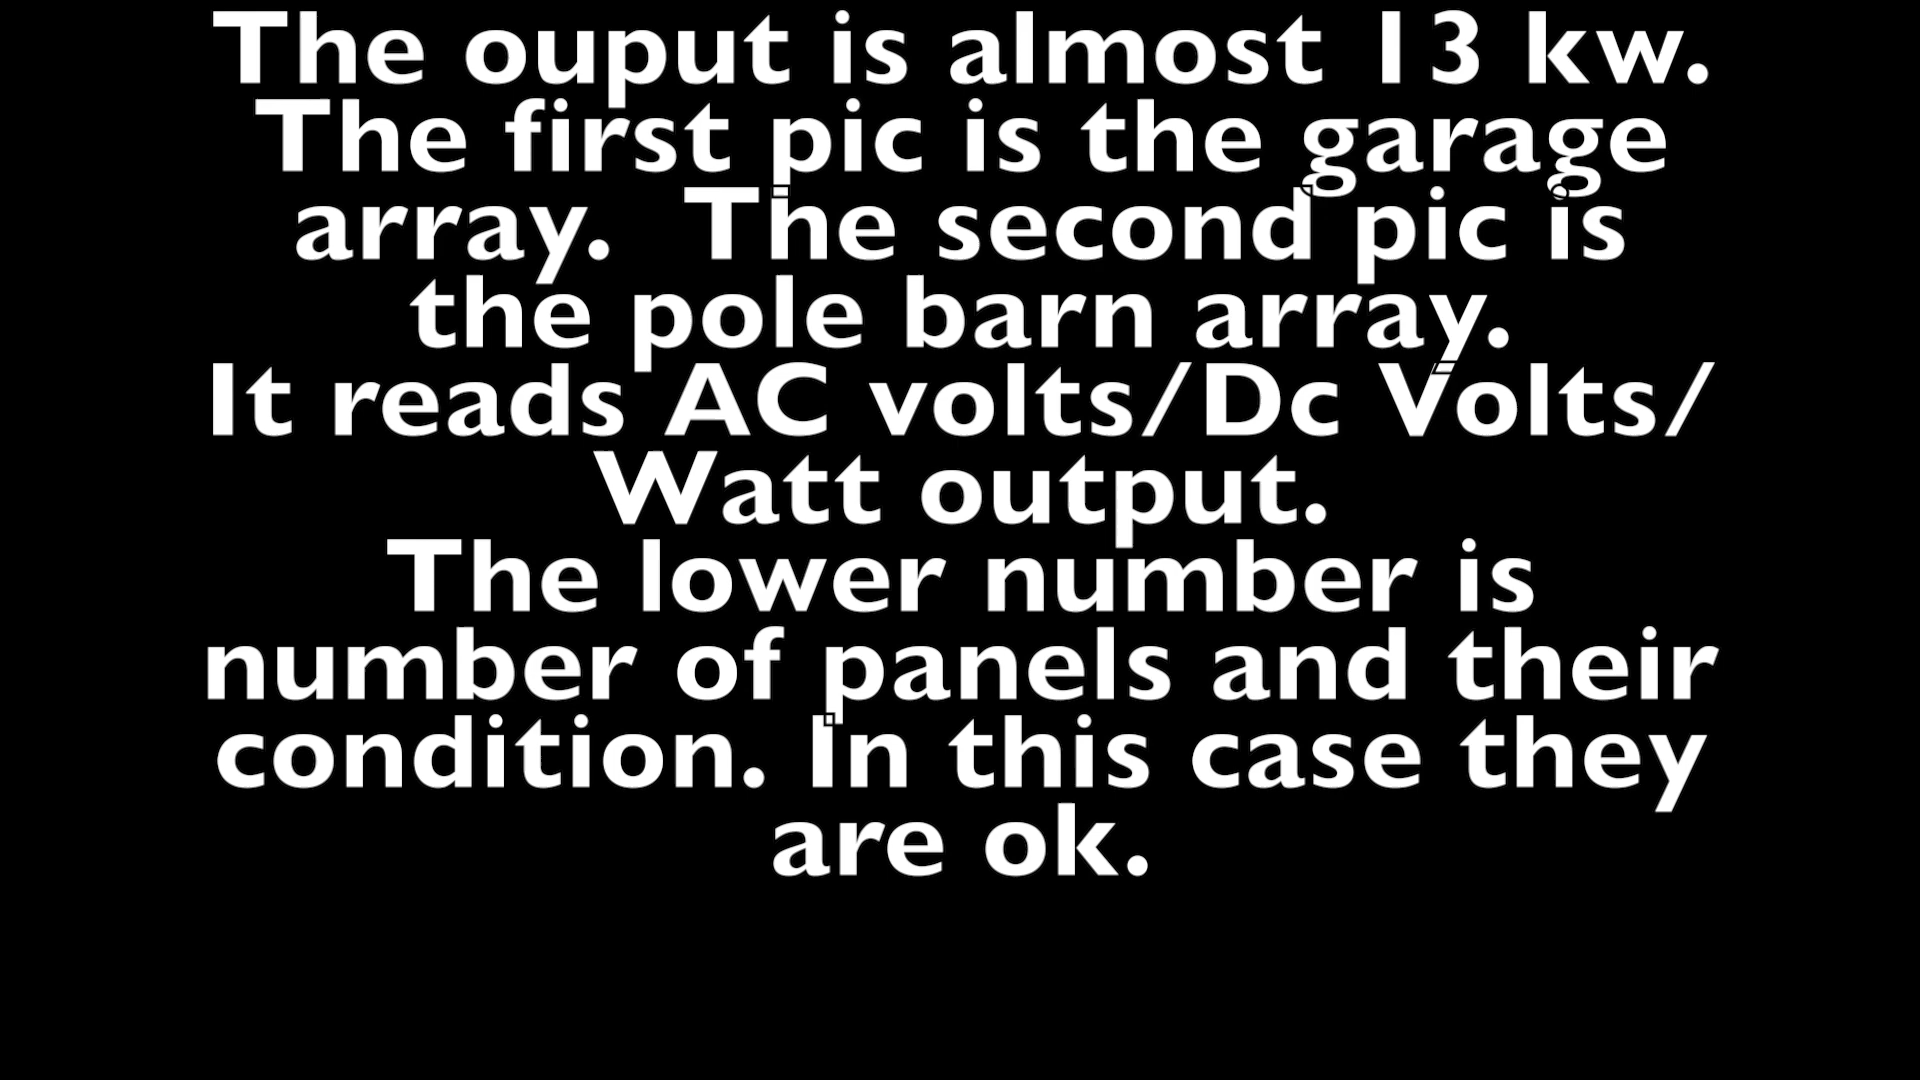 The ouput is almost 13 kw.
The first pic is the garage
array.  The second pic is
the pole barn array.
It reads AC volts/Dc Volts/
Watt output.
The lower number is
number of panels and their
condition. In this case they
are ok.